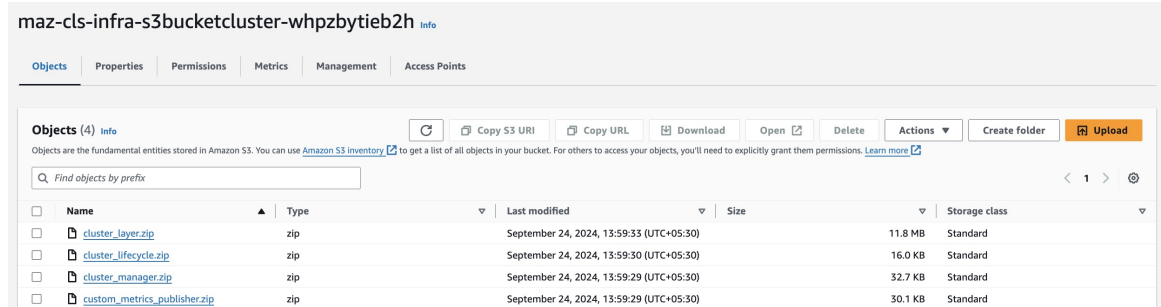 maz-cls-infra-s3bucketcluster-whpzbytieb2h Info
Objects Properties Permissions Metrics Management Access Points
Objects (4) Info Copy S3 URI Copy URL Download Open Delete Actions Create folder Upload
Objects are the fundamental entities stored in Amazon S3. You can use Amazon S3 inventory to get a list of all objects in your bucket. For others to access your objects, you'll need to explicitly grant them permissions. Learn more
Find objects by prefix 1
Name Type Last modified Size Storage class
cluster_layer.zip zip September 24, 2024, 13:59:33 (UTC+05:30) 11.8 MB Standard
cluster_lifecycle.zip zip September 24, 2024, 13:59:30 (UTC+05:30) 16.0 KB Standard
cluster_manager.zip zip September 24, 2024, 13:59:29 (UTC+05:30) 32.7 KB Standard
custom_metrics_publisher.zip zip September 24, 2024, 13:59:29 (UTC+05:30) 30.1 KB Standard